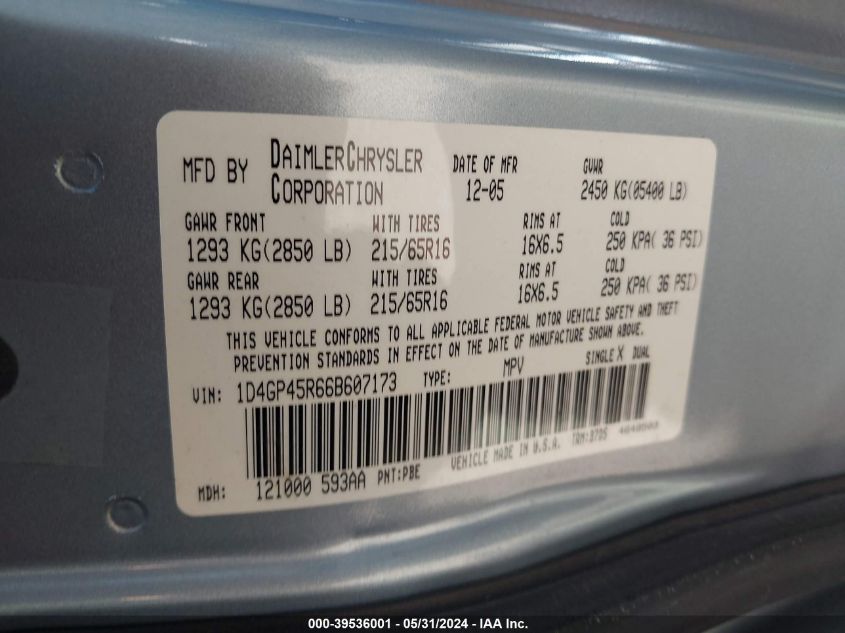 MFD BY DAIMLERCHRYSLER CORPORATION DATE OF MFR 12-05 GVWR 2450 KG(05400 LB)
GAWR FRONT WITH TIRES RIMS AT COLD
1293 KG(2850 LB) 215/65R16 16X6.5 250 KPA( 36 PSI)
GAWR REAR WITH TIRES RIMS AT COLD
1293 KG(2850 LB) 215/65R16 16X6.5 250 KPA( 36 PSI)
THIS VEHICLE CONFORMS TO ALL APPLICABLE FEDERAL MOTOR VEHICLE SAFETY AND THEFT
PREVENTION STANDARDS IN EFFECT ON THE DATE OF MANUFACTURE SHOWN ABOVE.
VIN: 1D4GP45R66B607173 TYPE: MPV SINGLE X DUAL
MDH: 121000 593AA PNT:PBE VEHICLE MADE IN U.S.A. TRM:
000-39536001 - 05/31/2024 - IAA Inc.